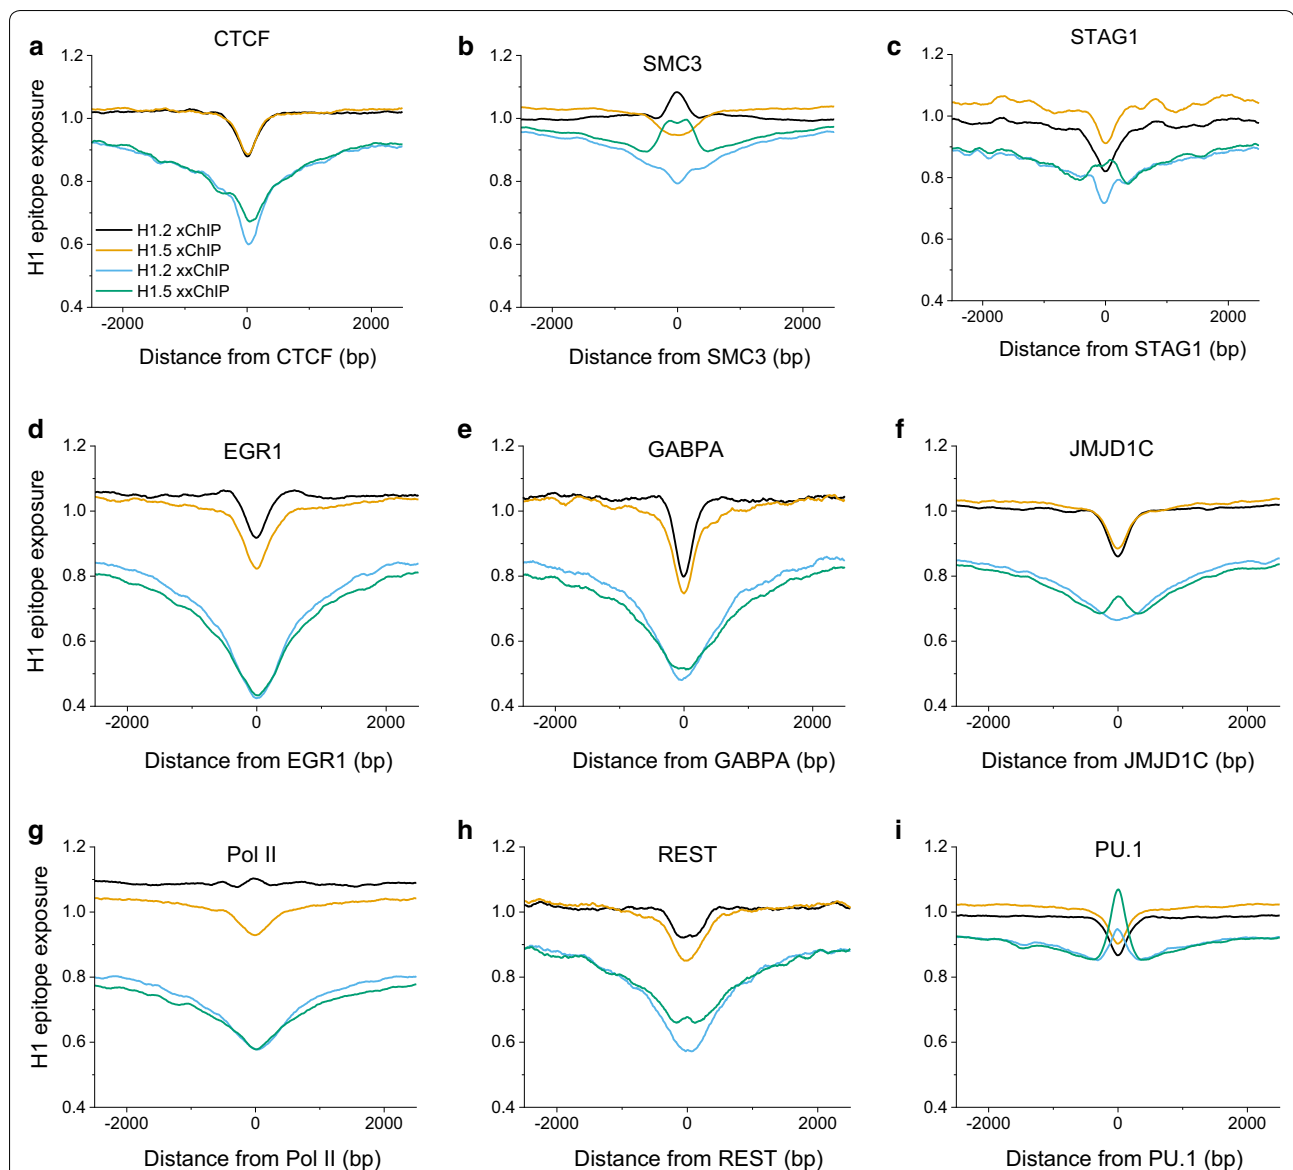 a
CTCF
1.2
1.0
0.8
0.6
0.4
H1 epitope exposure
H1.2 xChIP
H1.5 xChIP
H1.2 xxChIP
H1.5 xxChIP
-2000
0
2000
Distance from CTCF (bp)
b
SMC3
1.2
1.0
0.8
0.6
0.4
-2000
0
2000
Distance from SMC3 (bp)
c
STAG1
1.2
1.0
0.8
0.6
0.4
-2000
0
2000
Distance from STAG1 (bp)
d
EGR1
1.2
1.0
0.8
0.6
0.4
H1 epitope exposure
-2000
0
2000
Distance from EGR1 (bp)
e
GABPA
1.2
1.0
0.8
0.6
0.4
-2000
0
2000
Distance from GABPA (bp)
f
JMJD1C
1.2
1.0
0.8
0.6
0.4
-2000
0
2000
Distance from JMJD1C (bp)
g
Pol II
1.2
1.0
0.8
0.6
0.4
H1 epitope exposure
-2000
0
2000
Distance from Pol II (bp)
h
REST
1.2
1.0
0.8
0.6
0.4
-2000
0
2000
Distance from REST (bp)
i
PU.1
1.2
1.0
0.8
0.6
0.4
-2000
0
2000
Distance from PU.1 (bp)